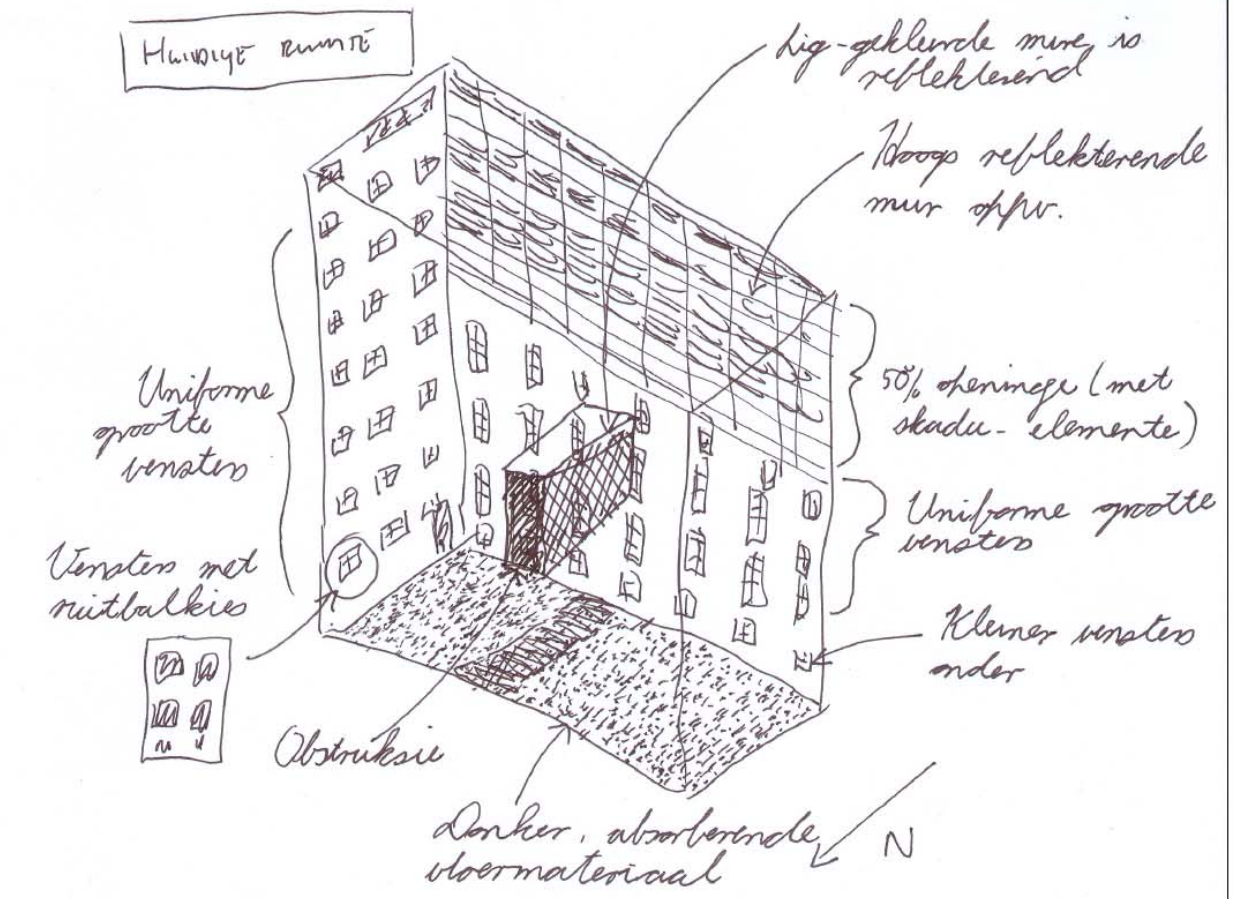 HUIDIGE RUIMTE
Lig-gekleurde mure is
reflekterend
Hoogs reflekterende
mur oppv.
Uniforme
grootte
vensters
50% openinge (met
skadu-elemente)
Uniforme grootte
vensters
Vensters met
ruitbalkies
Kleiner vensters
onder
Obstruksie
Donker, absorberende
vloermateriaal
N